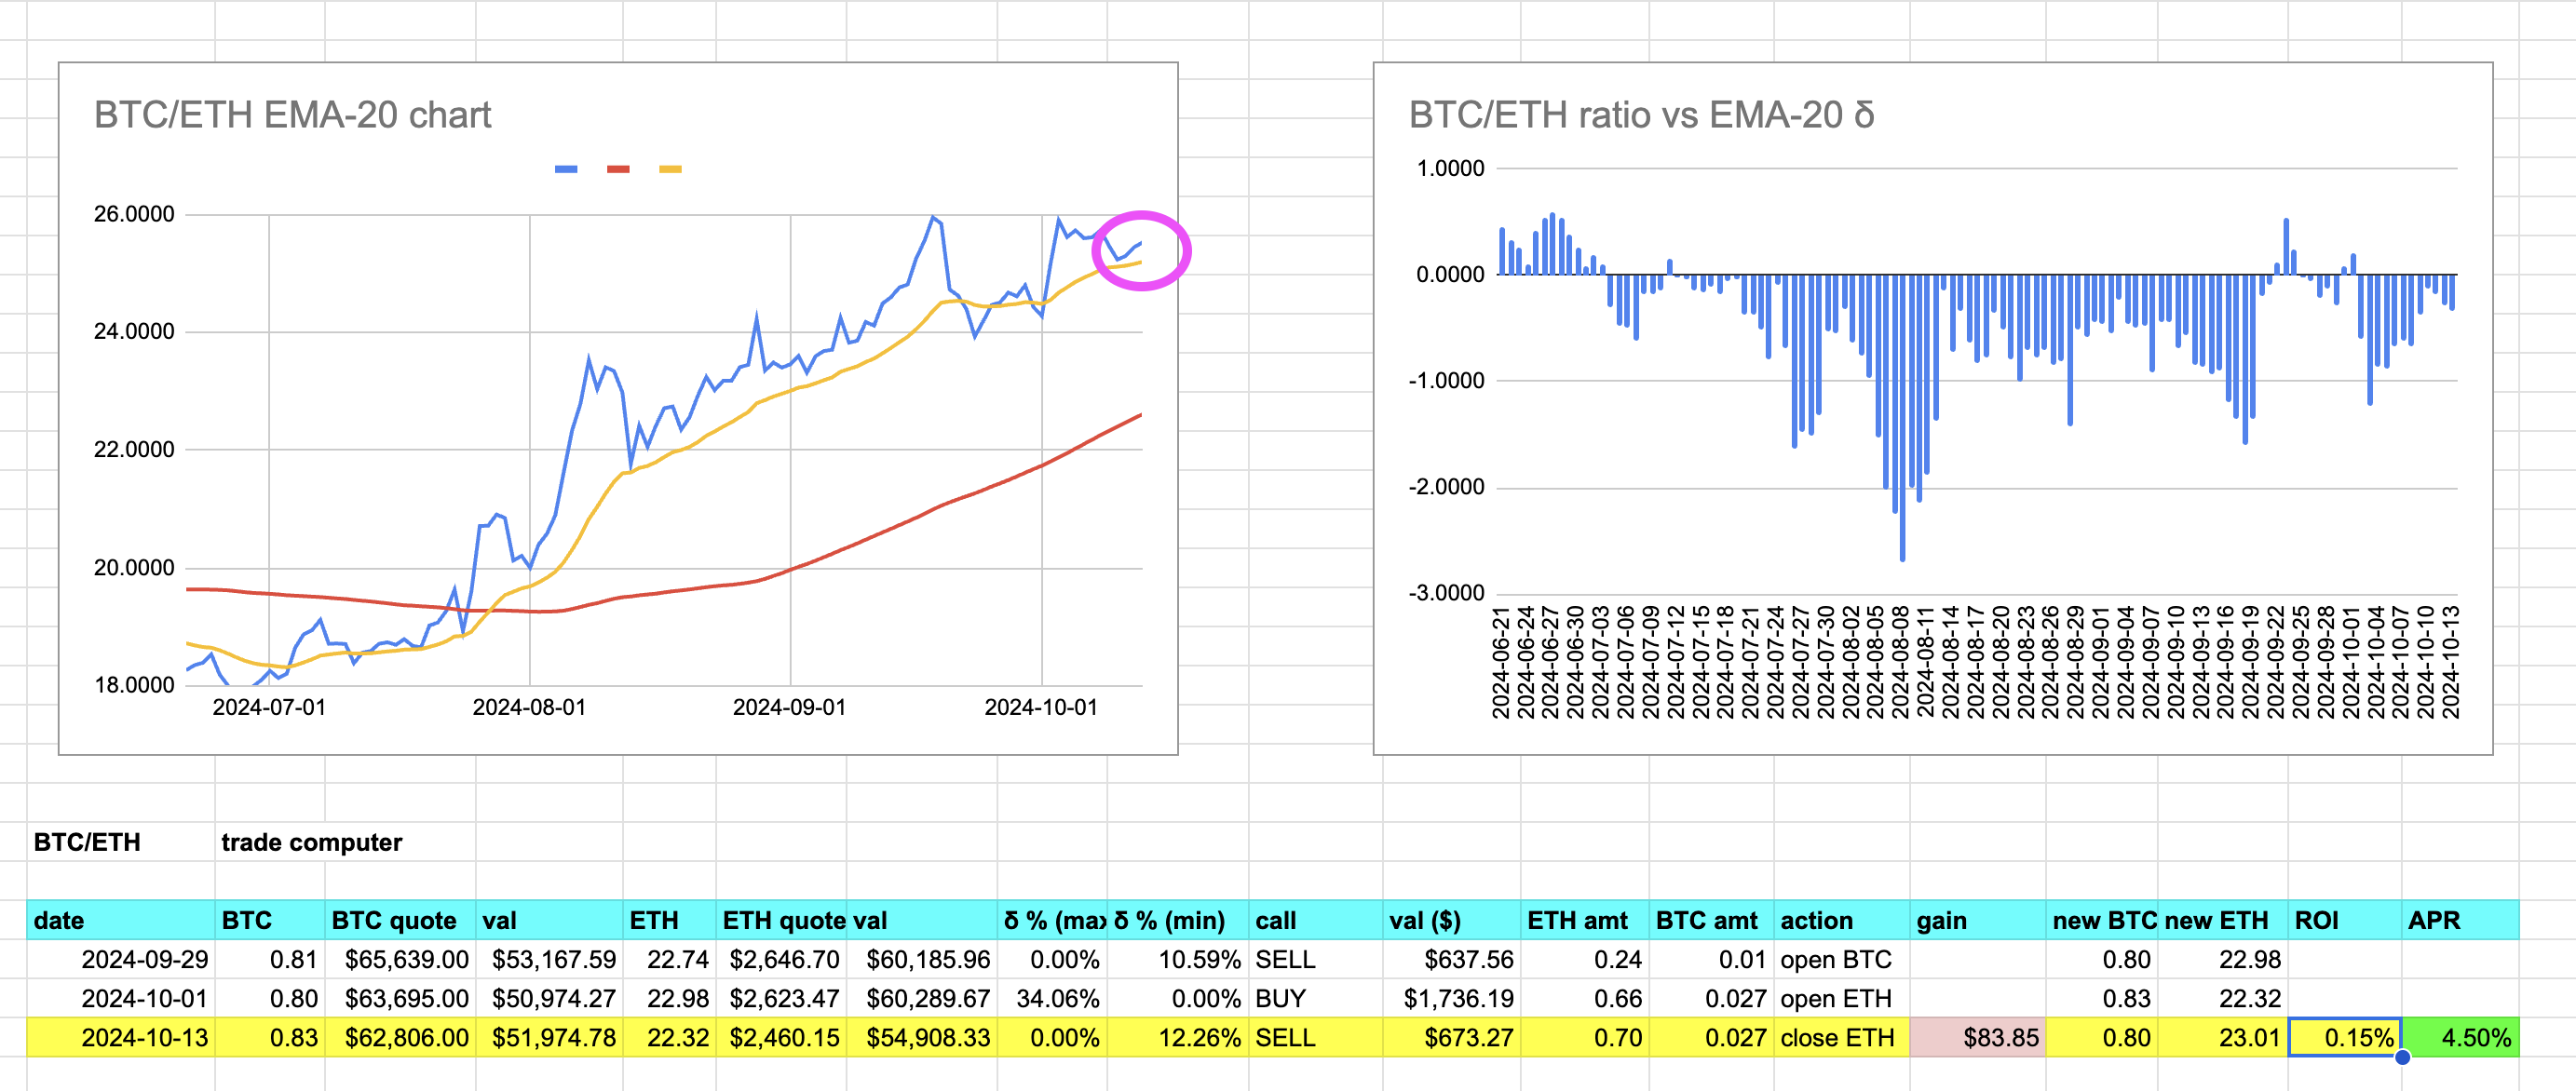 BTC/ETH EMA-20 chart
26.0000
24.0000
22.0000
20.0000
18.0000
2024-07-01 2024-08-01 2024-09-01 2024-10-01
BTC/ETH ratio vs EMA-20 δ
1.0000
0.0000
-1.0000
-2.0000
-3.0000
2024-06-21 2024-06-24 2024-06-27 2024-06-30 2024-07-03 2024-07-06 2024-07-09 2024-07-12 2024-07-15 2024-07-18 2024-07-21 2024-07-24 2024-07-27 2024-07-30 2024-08-02 2024-08-05 2024-08-08 2024-08-11 2024-08-14 2024-08-17 2024-08-20 2024-08-23 2024-08-26 2024-08-29 2024-09-01 2024-09-04 2024-09-07 2024-09-10 2024-09-13 2024-09-16 2024-09-19 2024-09-22 2024-09-25 2024-09-28 2024-10-01 2024-10-04 2024-10-07 2024-10-10 2024-10-13
BTC/ETH trade computer
date BTC BTC quote val ETH ETH quote val δ % (max δ % (min) call val ($) ETH amt BTC amt action gain new BTC new ETH ROI APR
2024-09-29 0.81 $65,639.00 $53,167.59 22.74 $2,646.70 $60,185.96 0.00% 10.59% SELL $637.56 0.24 0.01 open BTC 0.80 22.98
2024-10-01 0.80 $63,695.00 $50,974.27 22.98 $2,623.47 $60,289.67 34.06% 0.00% BUY $1,736.19 0.66 0.027 open ETH 0.83 22.32
2024-10-13 0.83 $62,806.00 $51,974.78 22.32 $2,460.15 $54,908.33 0.00% 12.26% SELL $673.27 0.70 0.027 close ETH $83.85 0.80 23.01 0.15% 4.50%